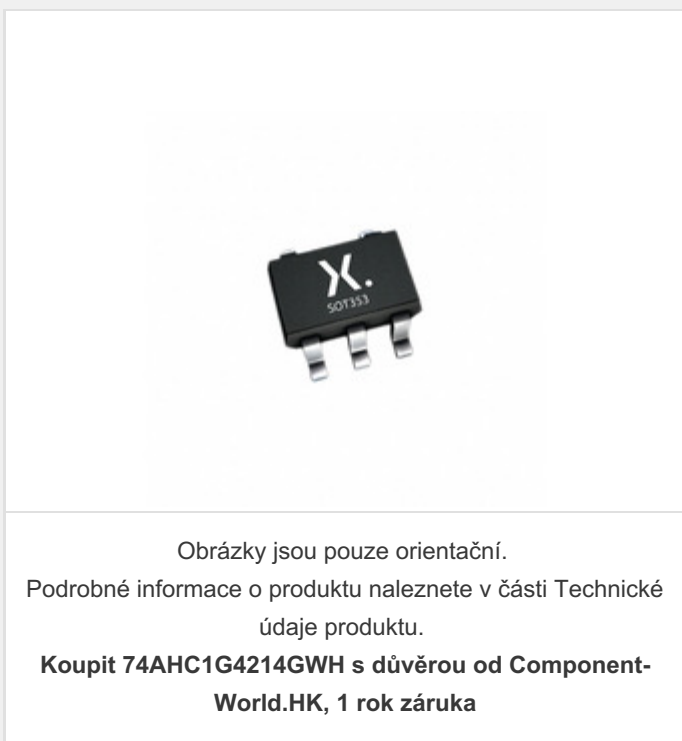 X.
SOT353
Obrázky jsou pouze orientační.
Podrobné informace o produktu naleznete v části Technické
údaje produktu.
Koupit 74AHC1G4214GWH s důvěrou od Component-
World.HK, 1 rok záruka